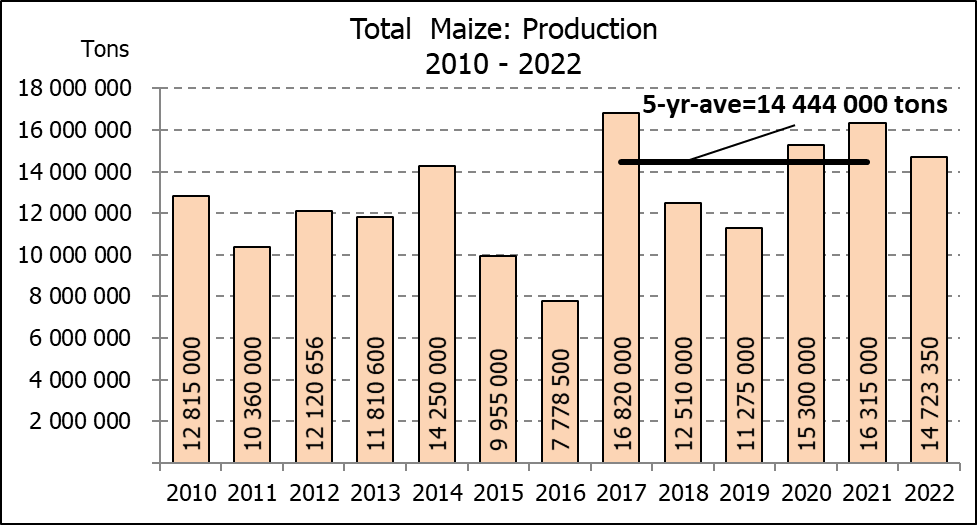 Total  Maize: Production
2010 - 2022
Tons
18 000 000
16 000 000
14 000 000
12 000 000
10 000 000
8 000 000
6 000 000
4 000 000
2 000 000
5-yr-ave=14 444 000 tons
12 815 000
10 360 000
12 120 656
11 810 600
14 250 000
9 955 000
7 778 500
16 820 000
12 510 000
11 275 000
15 300 000
16 315 000
14 723 350
2010 2011 2012 2013 2014 2015 2016 2017 2018 2019 2020 2021 2022